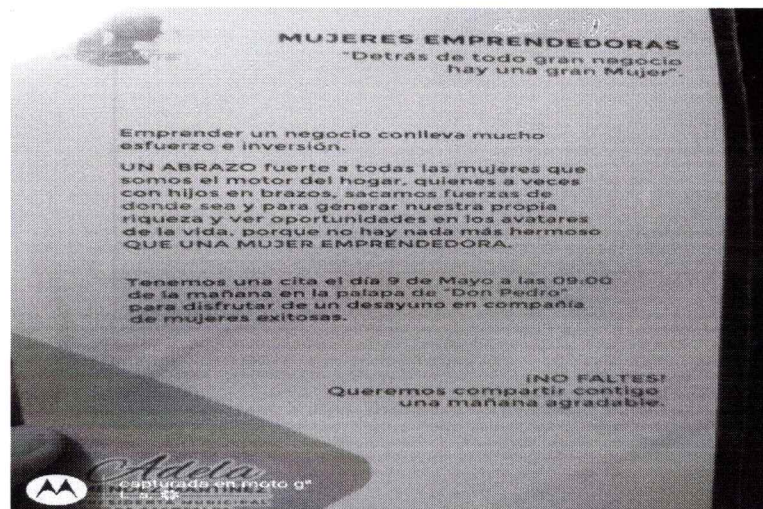 MUJERES EMPRENDEDORAS
"Detrás de todo gran negocio
hay una gran Mujer".
Emprender un negocio conlleva mucho
esfuerzo e inversión.
UN ABRAZO fuerte a todas las mujeres que
somos el motor del hogar, quienes a veces
con hijos en brazos, sacamos fuerzas de
donde sea y para generar nuestra propia
riqueza y ver oportunidades en los avatares
de la vida, porque no hay nada más hermoso
QUE UNA MUJER EMPRENDEDORA.
Tenemos una cita el día 9 de Mayo a las 09:00
de la mañana en la palapa de "Don Pedro"
para disfrutar de un desayuno en compañía
de mujeres exitosas.
¡NO FALTES!
Queremos compartir contigo
una mañana agradable.
Adela
capturada en moto g
MARTÍNEZ
MUNICIPAL